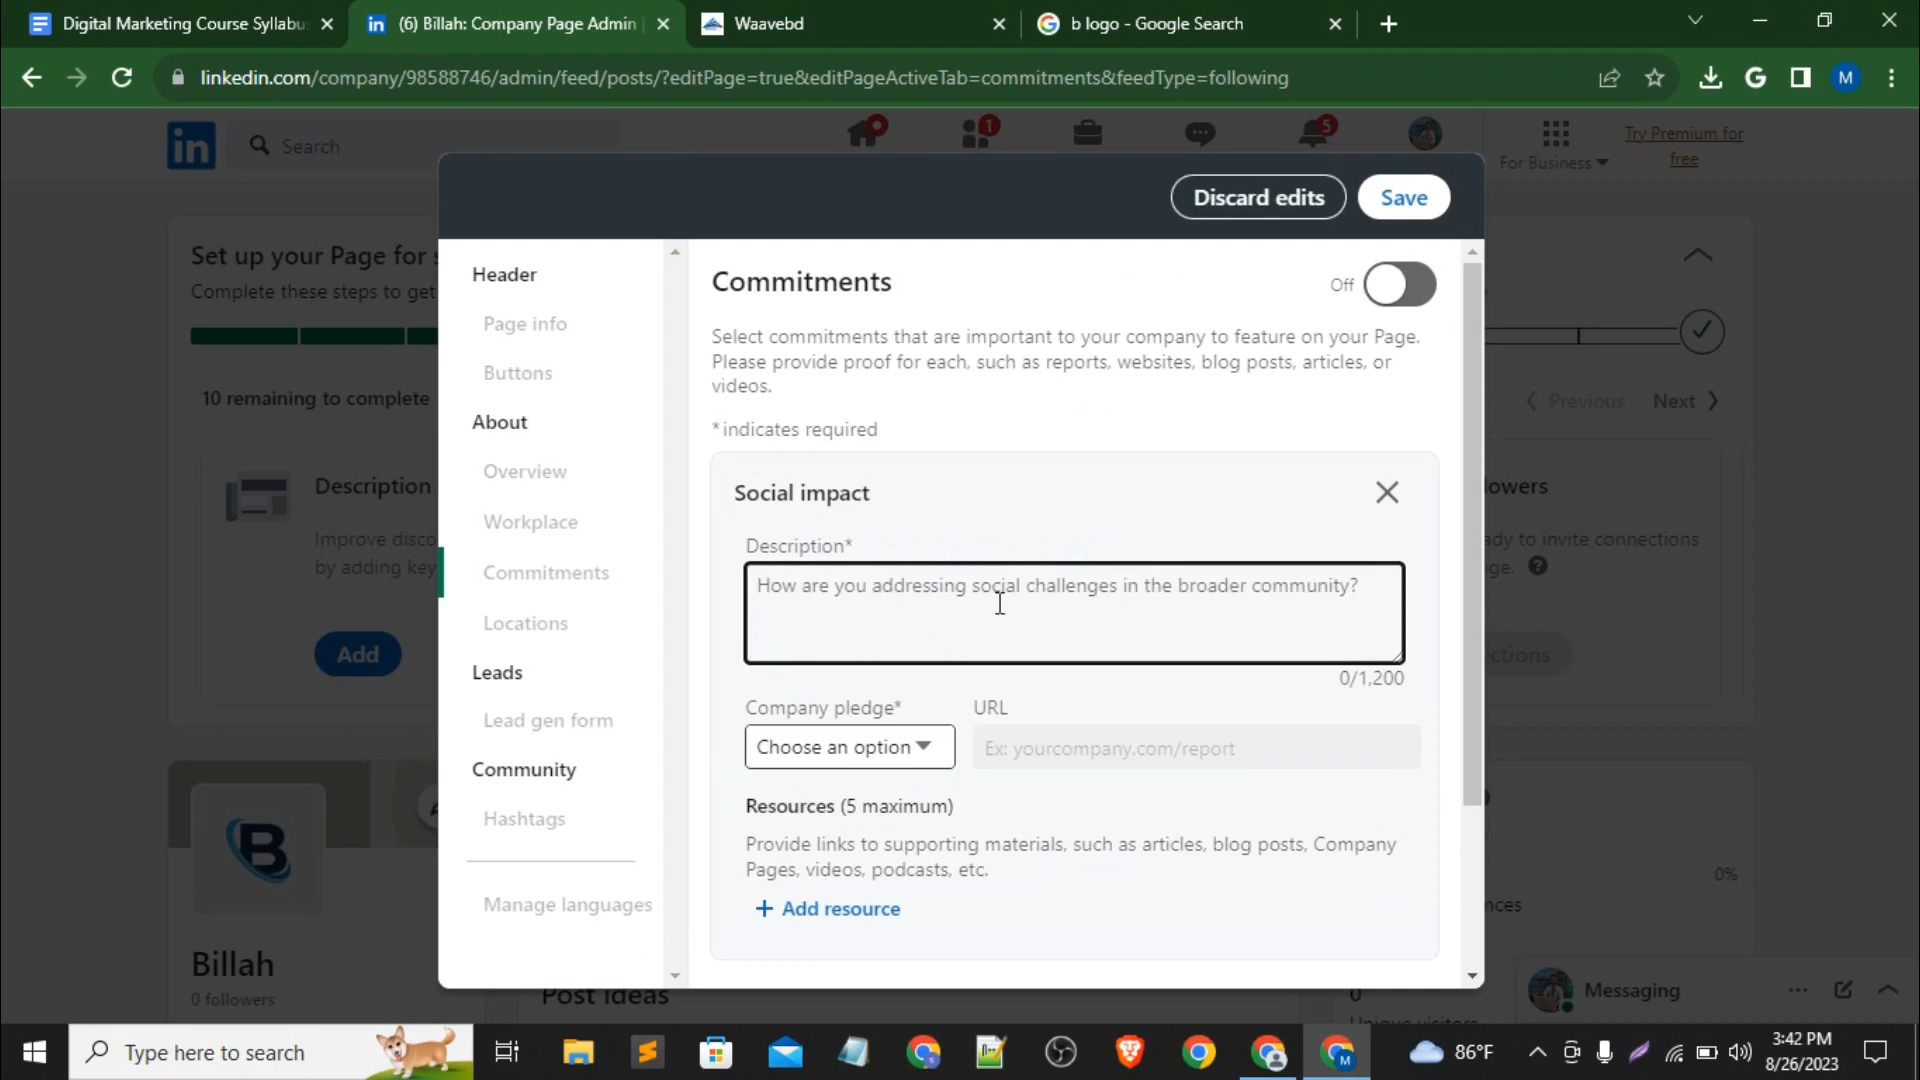 Digital Marketing Course Syllabu
(6) Billah: Company Page Admin
Waavebd
b logo - Google Search
linkedin.com/company/98588746/admin/feed/posts/?editPage=true&editPageActiveTab=commitments&feedType=following
M
in
Search
1
5
For Business
Try Premium for
free
Discard edits
Save
Set up your Page for s
Complete these steps to get
10 remaining to complete
Previous
Next
Description
Improve disco
by adding key
Add
lowers
ady to invite connections
ge.
ctions
Header
Page info
Buttons
About
Overview
Workplace
Commitments
Locations
Leads
Lead gen form
Community
Hashtags
Manage languages
Commitments
Off
Select commitments that are important to your company to feature on your Page.
Please provide proof for each, such as reports, websites, blog posts, articles, or
videos.
*indicates required
Social impact
Description*
How are you addressing social challenges in the broader community?
0/1,200
Company pledge*
URL
Choose an option
Ex: yourcompany.com/report
Resources (5 maximum)
Provide links to supporting materials, such as articles, blog posts, Company
Pages, videos, podcasts, etc.
+ Add resource
B
Billah
0 followers
Post ideas
0%
nces
0
Unique visitors
Messaging
Type here to search
M
86°F
3:42 PM
8/26/2023